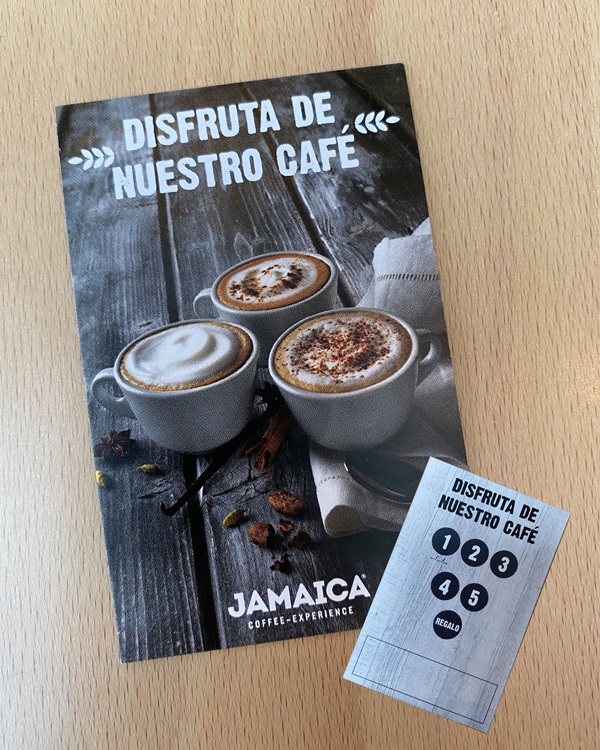 DISFRUTA DE
NUESTRO CAFÉ
JAMAICA®
COFFEE-EXPERIENCE
DISFRUTA DE
NUESTRO CAFÉ
1 2 3
4 5
REGALO